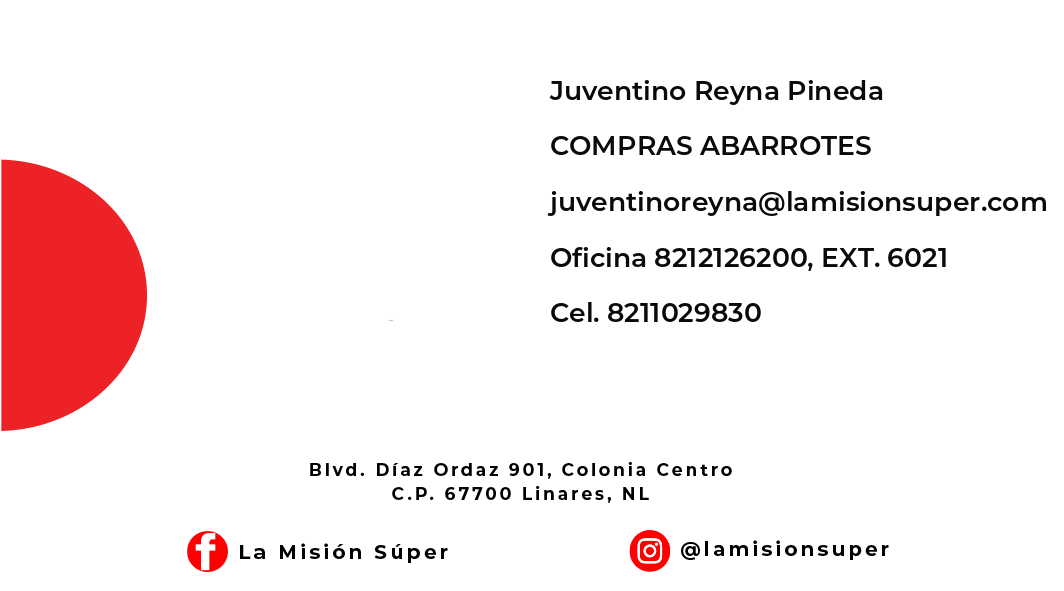 Juventino Reyna Pineda
COMPRAS ABARROTES
juventinoreyna@lamisionsuper.com
Oficina 8212126200, EXT. 6021
Cel. 8211029830
Blvd. Díaz Ordaz 901, Colonia Centro
C.P. 67700 Linares, NL
La Misión Súper
@lamisionsuper